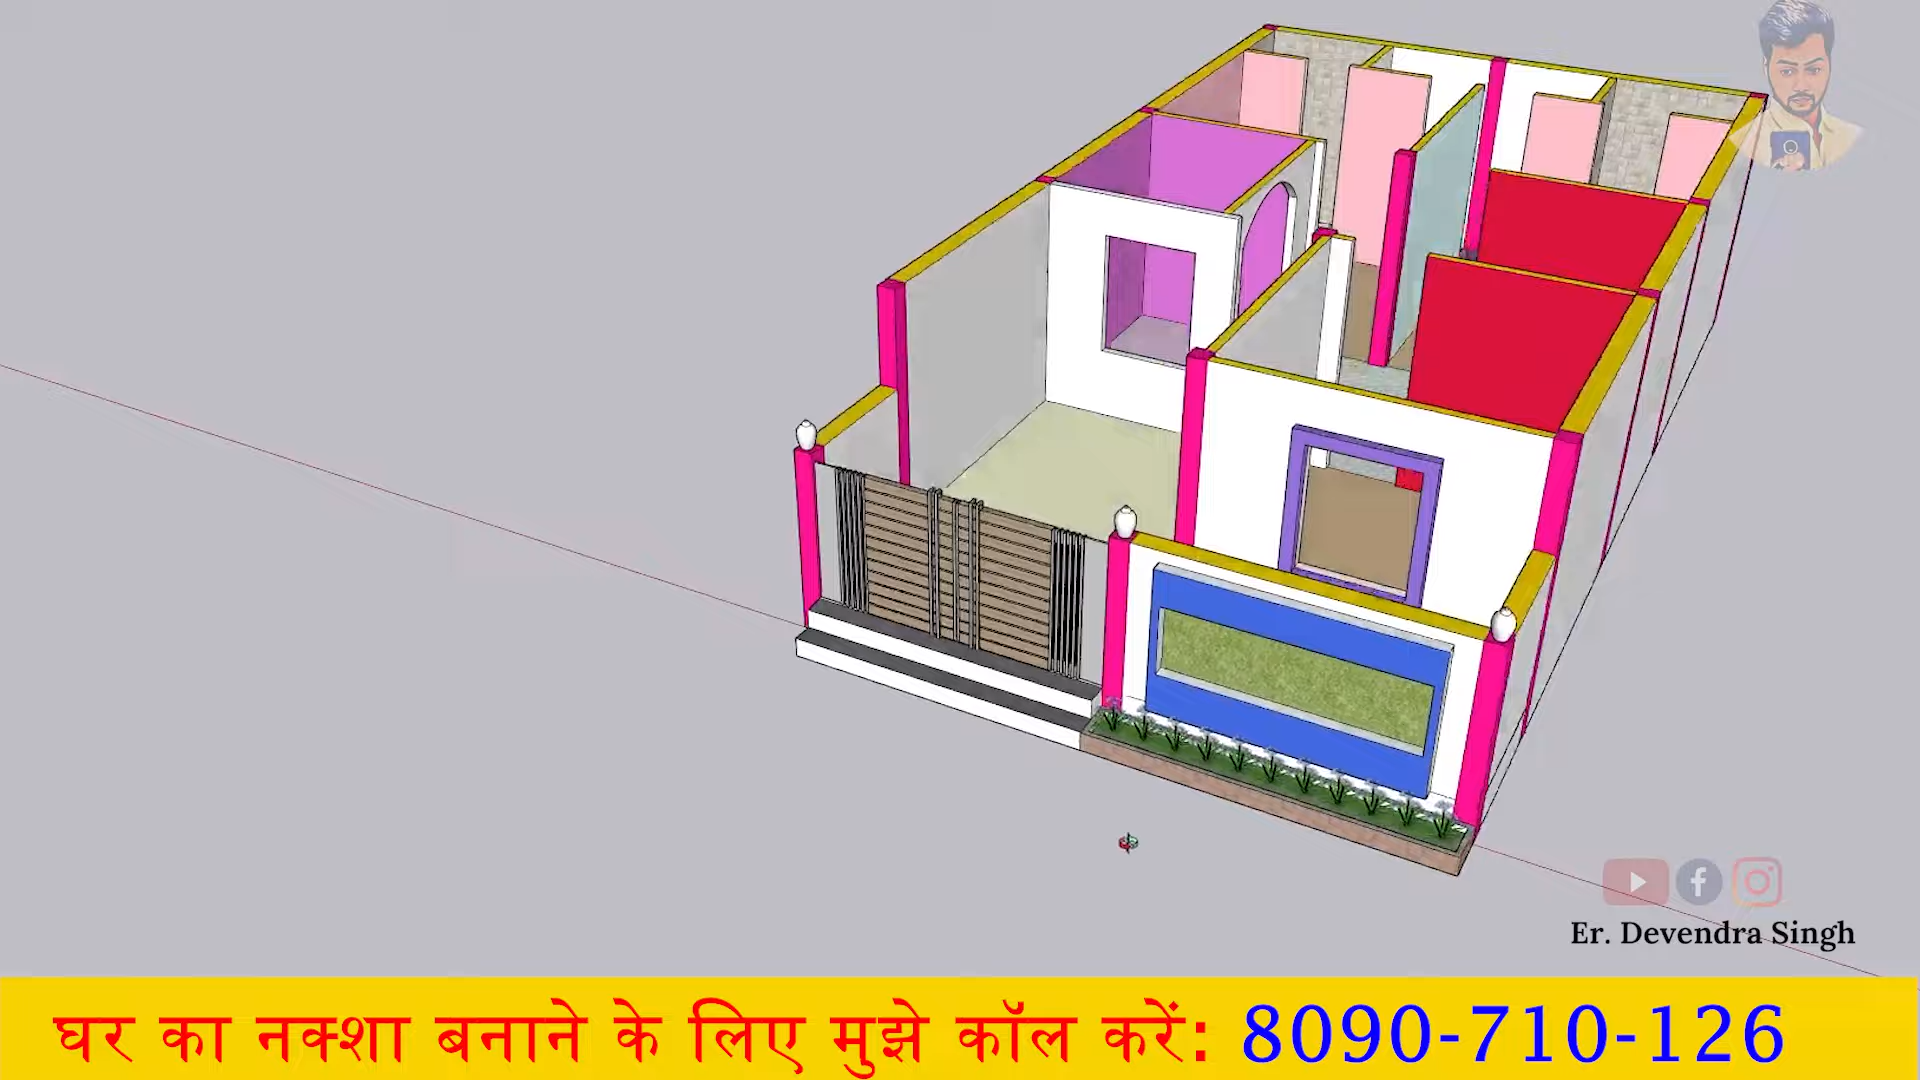 Er. Devendra Singh
घर का नक्शा बनाने के लिए मुझे कॉल करें: 8090-710-126